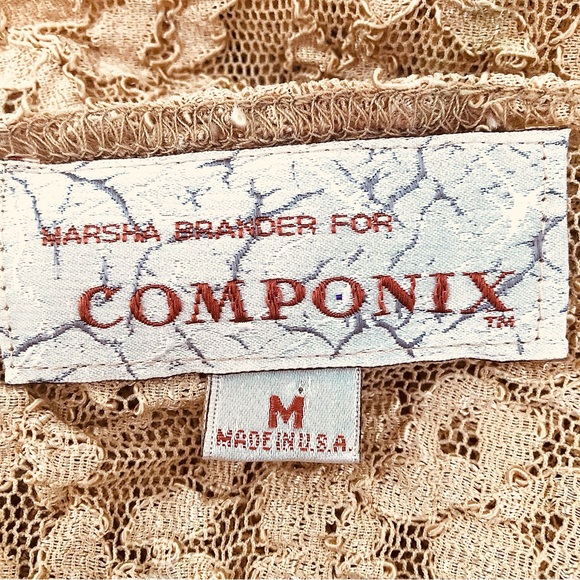 MARSHA BRANDER FOR
COMPONIX
TM
M
MADE IN U.S.A.